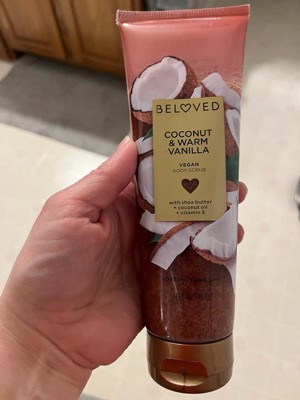 BELOVED
COCONUT
& WARM
VANILLA
VEGAN
BODY SCRUB
with shea butter
+ coconut oil
+ vitamin E